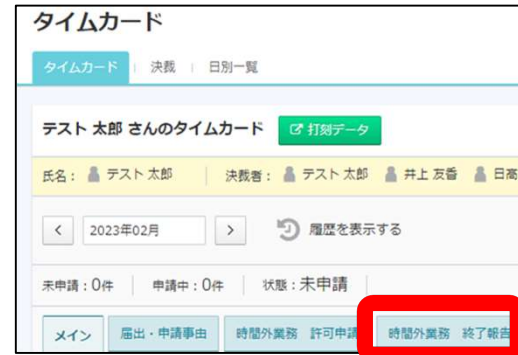 タイムカード
タイムカード 決裁 日別一覧
テスト 太郎 さんのタイムカード 打刻データ
氏名： テスト 太郎 決裁者： テスト 太郎 井上 友香 日高
2023年02月 履歴を表示する
未申請：0件 申請中：0件 状態：未申請
メイン 届出・申請事由 時間外業務 許可申請 時間外業務 終了報告